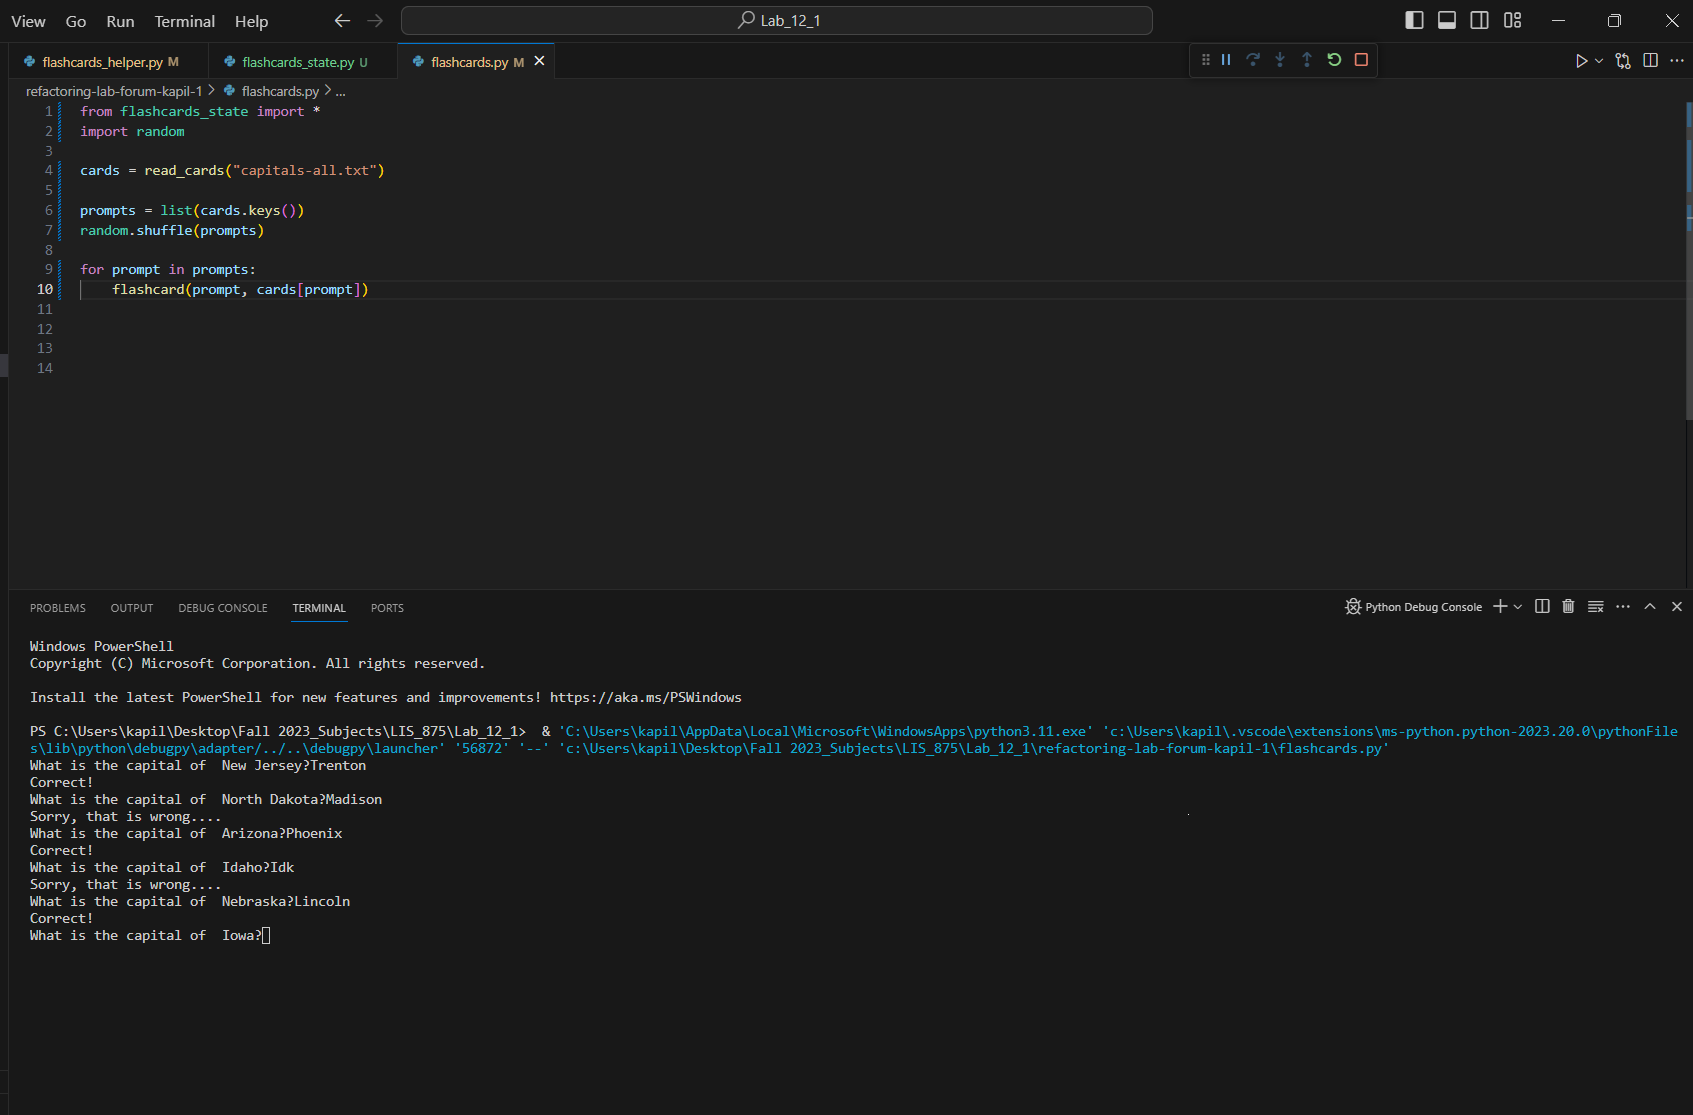 View Go Run Terminal Help Lab_12_1
flashcards_helper.py M flashcards_state.py U flashcards.py M
refactoring-lab-forum-kapil-1 > flashcards.py > ...
1 from flashcards_state import *
2 import random
3
4 cards = read_cards("capitals-all.txt")
5
6 prompts = list(cards.keys())
7 random.shuffle(prompts)
8
9 for prompt in prompts:
10     flashcard(prompt, cards[prompt])
11
12
13
14
PROBLEMS OUTPUT DEBUG CONSOLE TERMINAL PORTS Python Debug Console
Windows PowerShell
Copyright (C) Microsoft Corporation. All rights reserved.
Install the latest PowerShell for new features and improvements! https://aka.ms/PSWindows
PS C:\Users\kapil\Desktop\Fall 2023_Subjects\LIS_875\Lab_12_1>  & 'C:\Users\kapil\AppData\Local\Microsoft\WindowsApps\python3.11.exe' 'c:\Users\kapil\.vscode\extensions\ms-python.python-2023.20.0\pythonFile
s\lib\python\debugpy\adapter/../..\debugpy\launcher' '56872' '--' 'c:\Users\kapil\Desktop\Fall 2023_Subjects\LIS_875\Lab_12_1\refactoring-lab-forum-kapil-1\flashcards.py'
What is the capital of  New Jersey?Trenton
Correct!
What is the capital of  North Dakota?Madison
Sorry, that is wrong....
What is the capital of  Arizona?Phoenix
Correct!
What is the capital of  Idaho?Idk
Sorry, that is wrong....
What is the capital of  Nebraska?Lincoln
Correct!
What is the capital of  Iowa?